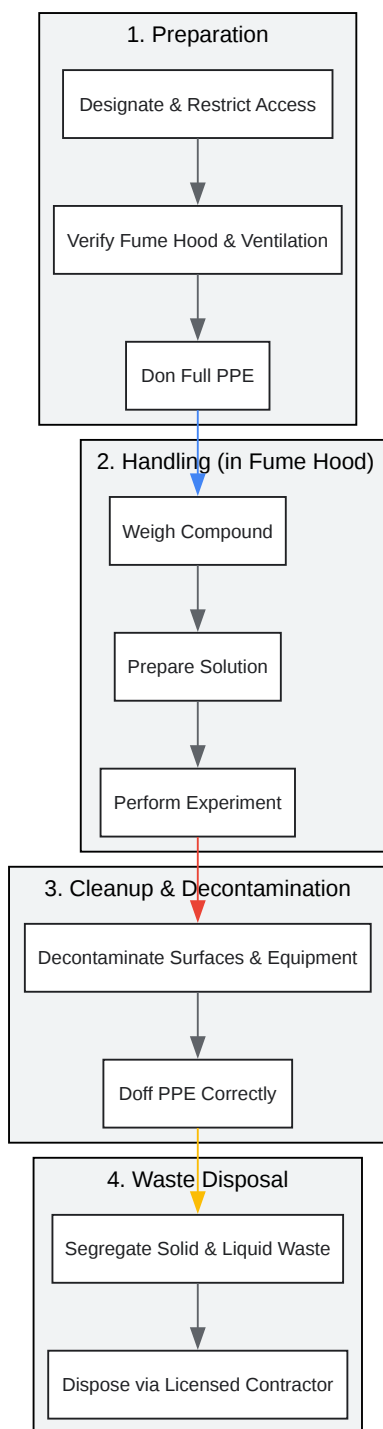 1. Preparation
Designate & Restrict Access
Verify Fume Hood & Ventilation
Don Full PPE
2. Handling (in Fume Hood)
Weigh Compound
Prepare Solution
Perform Experiment
3. Cleanup & Decontamination
Decontaminate Surfaces & Equipment
Doff PPE Correctly
4. Waste Disposal
Segregate Solid & Liquid Waste
Dispose via Licensed Contractor